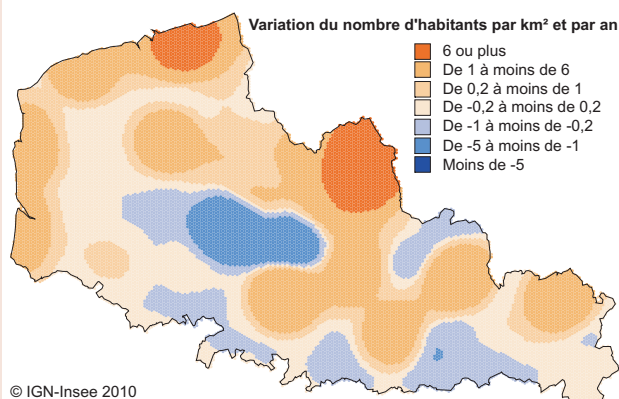 Variation du nombre d'habitants par km² et par an
6 ou plus
De 1 à moins de 6
De 0,2 à moins de 1
De -0,2 à moins de 0,2
De -1 à moins de -0,2
De -5 à moins de -1
Moins de -5
© IGN-Insee 2010